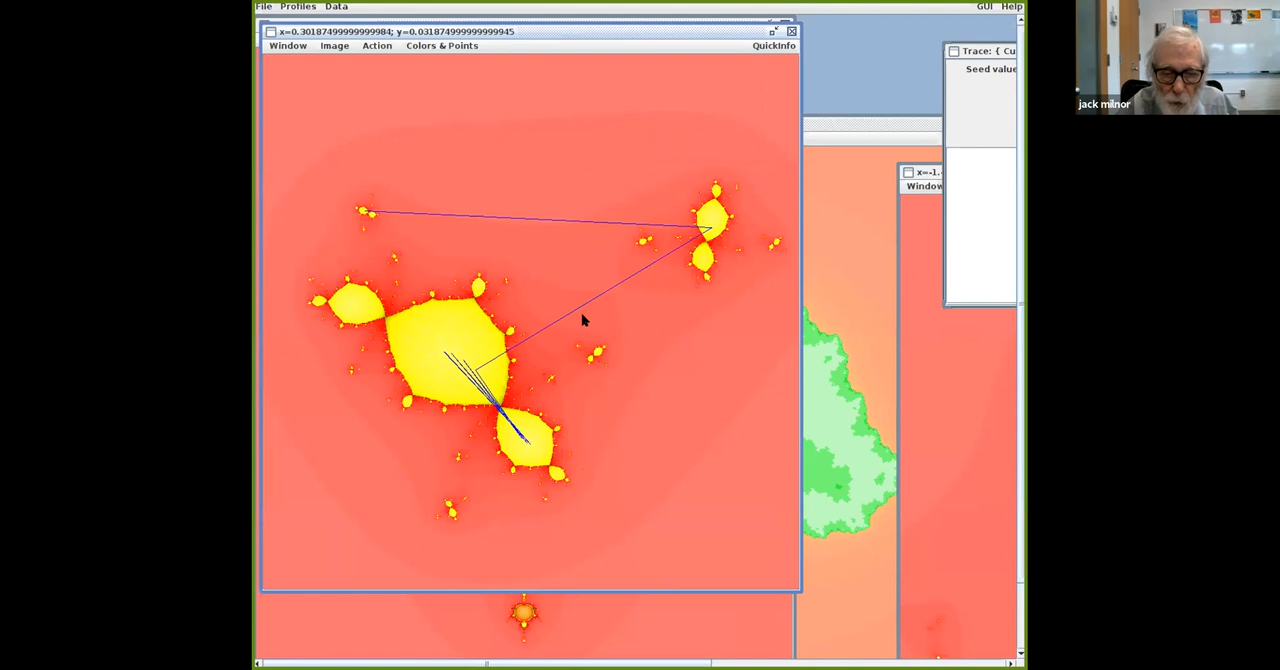 File Profiles Data GUI Help
x=0.30187499999999984; y=0.031874999999999945
Window Image Action Colors & Points QuickInfo
Trace: { Cu
Seed value
x=-1.
Window
jack milnor